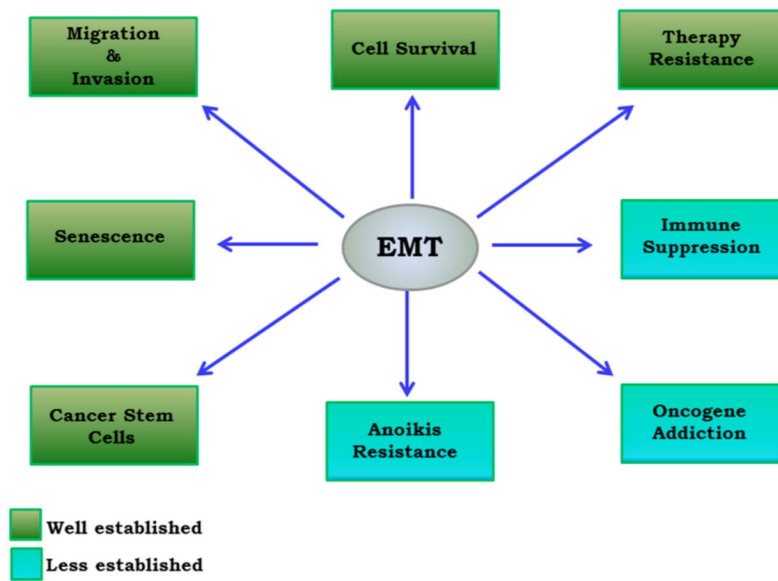 Migration
&
Invasion
Cell Survival
Therapy
Resistance
Senescence
EMT
Immune
Suppression
Cancer Stem
Cells
Anoikis
Resistance
Oncogene
Addiction
Well established
Less established